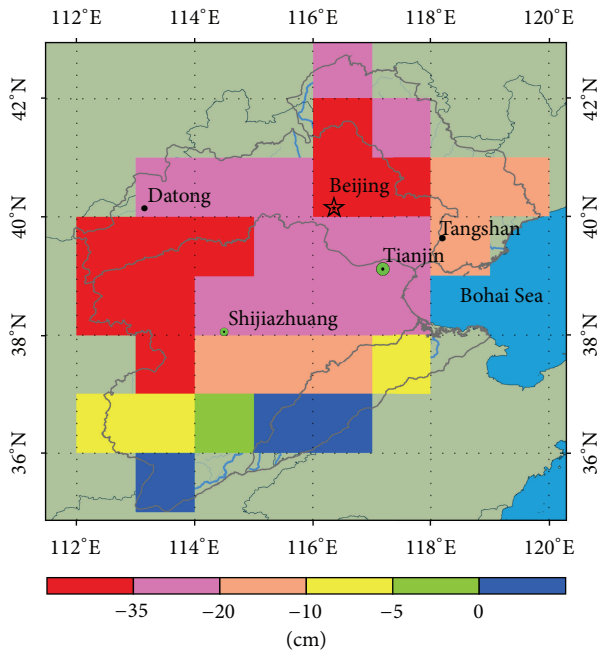 112°E 114°E 116°E 118°E 120°E
42°N 42°N
Datong
Beijing
40°N 40°N
Tangshan
Tianjin
Bohai Sea
Shijiazhuang
38°N 38°N
36°N 36°N
112°E 114°E 116°E 118°E 120°E
−35 −20 −10 −5 0
(cm)